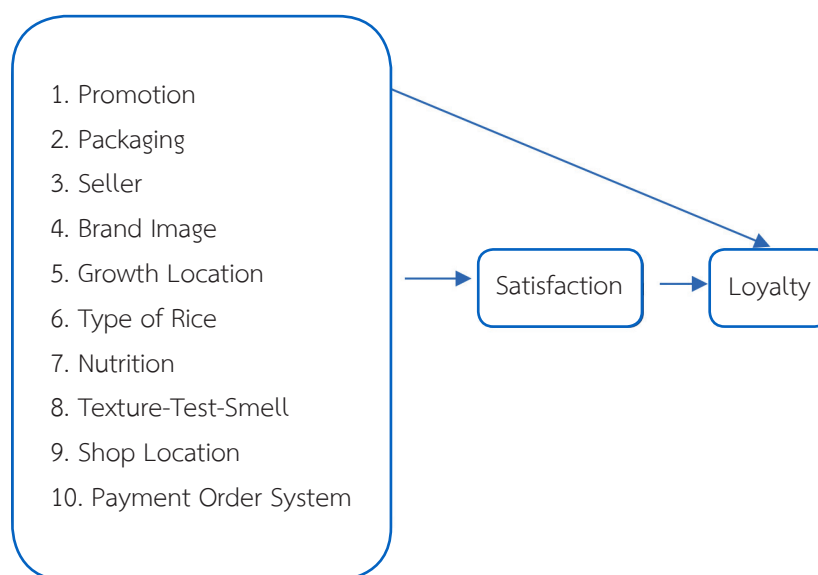 1. Promotion
2. Packaging
3. Seller
4. Brand Image
5. Growth Location
6. Type of Rice
7. Nutrition
8. Texture-Test-Smell
9. Shop Location
10. Payment Order System
Satisfaction
Loyalty